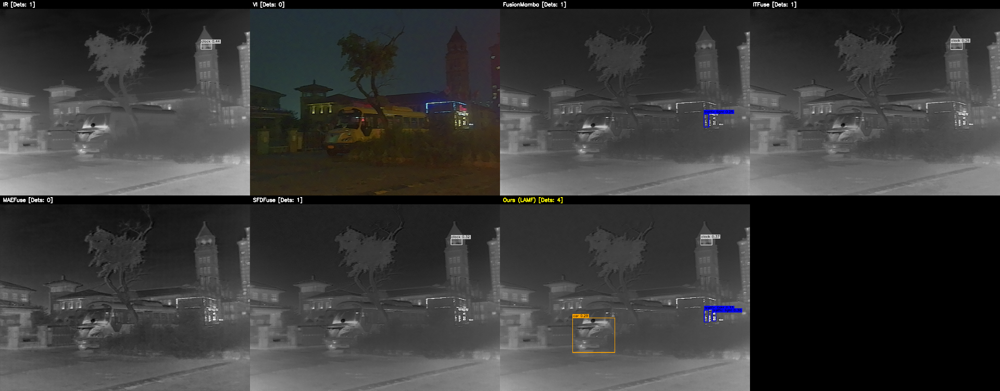 IR [Dets: 1]
VI [Dets: 0]
FusionMamba [Dets: 1]
ITFuse [Dets: 1]
clock 0.44
clock 0.26
MAEFuse [Dets: 0]
SFDFuse [Dets: 1]
Ours (LAMF) [Dets: 4]
clock 0.32
clock 0.37
car 0.29